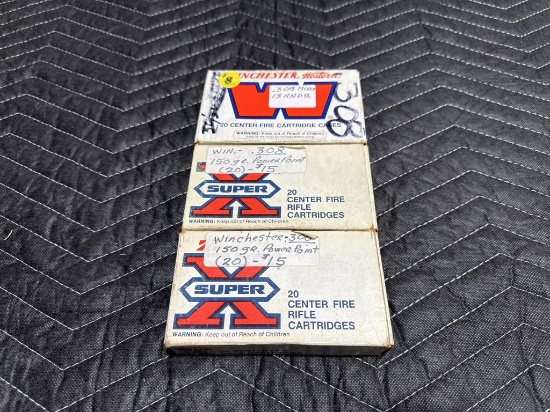 8
WINCHESTER Western
.308
13 RNDS.
308
20 CENTER FIRE CARTRIDGE CASES
WARNING: Keep out of Reach of Children
WIN.- .308
150 gr. Power Point
(20) - $15
SUPER
X
20
CENTER FIRE
RIFLE
CARTRIDGES
WARNING: Keep out of Reach of Children
Winchester-.308
150 gr. Power Point
(20) - $15
SUPER
X
20
CENTER FIRE
RIFLE
CARTRIDGES
WARNING: Keep out of Reach of Children